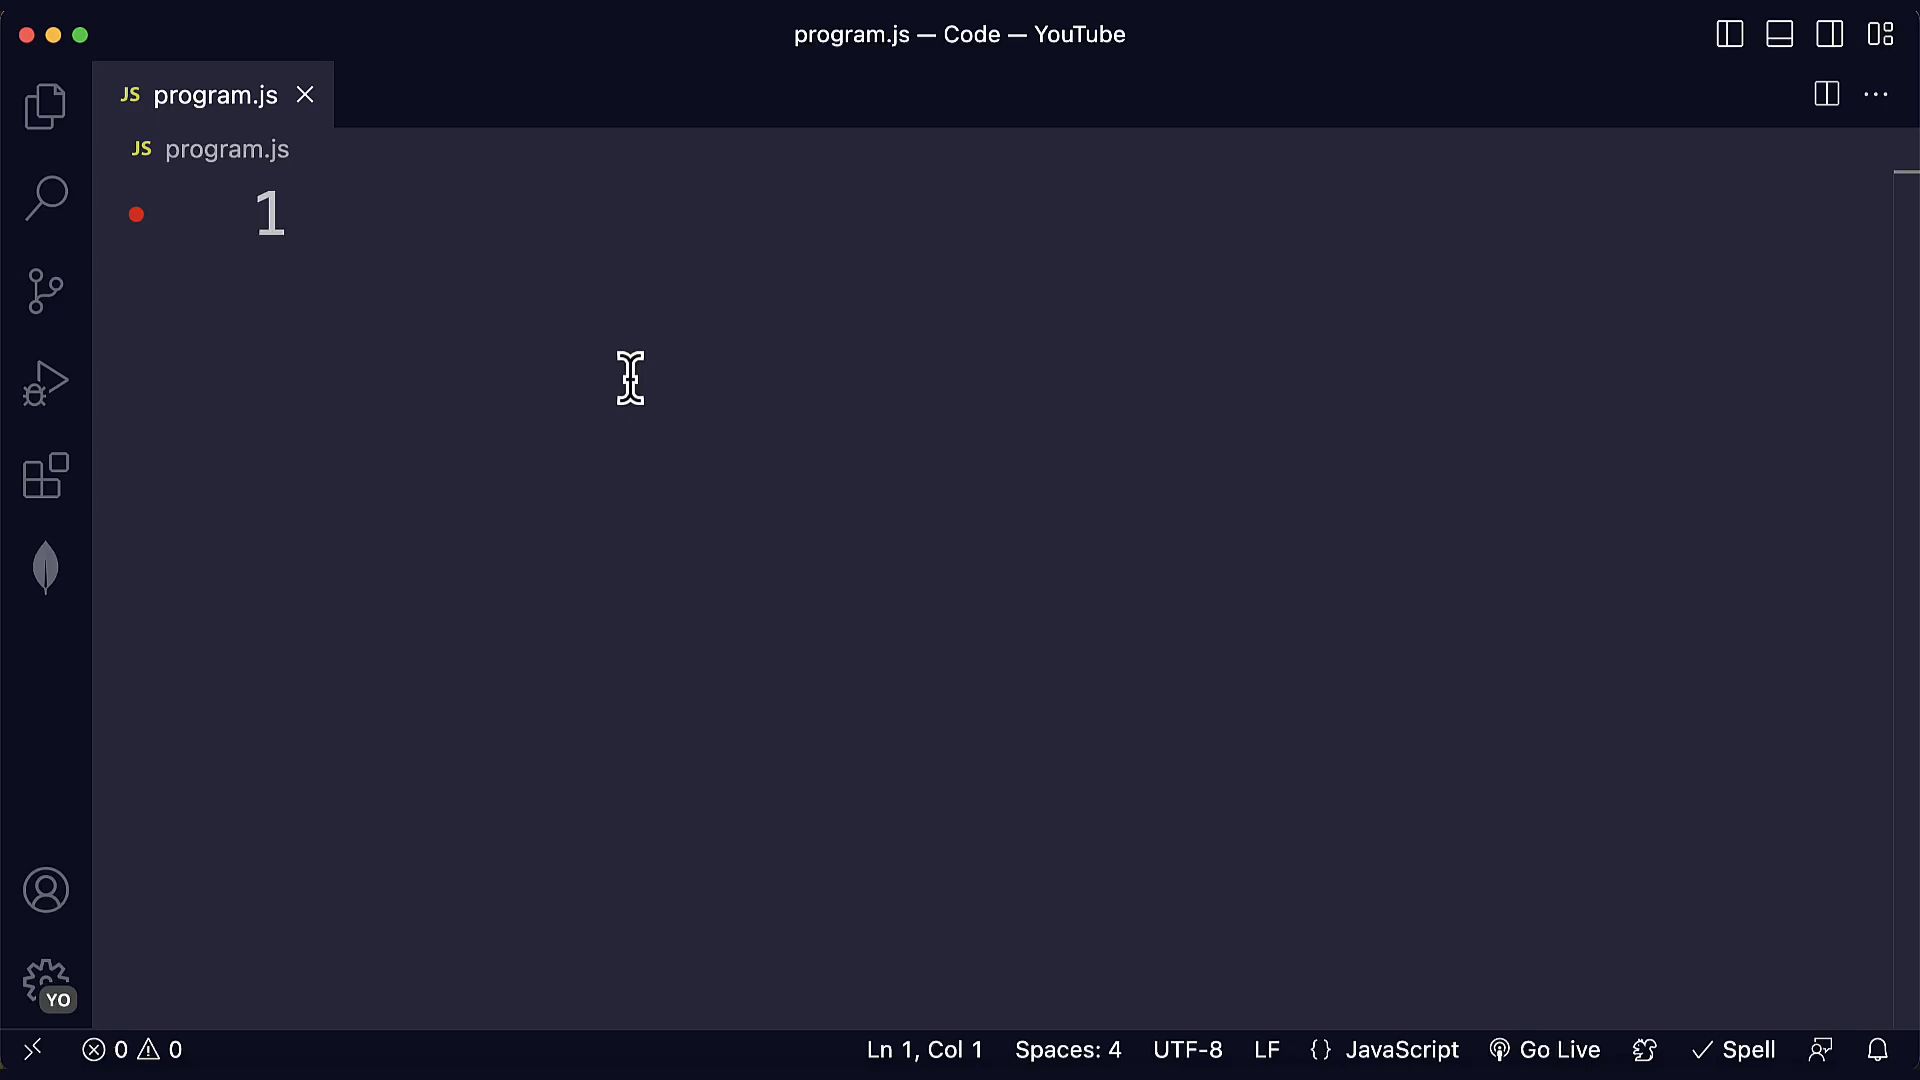 program.js — Code — YouTube
JS program.js
JS program.js
1
YO
0 0 Ln 1, Col 1 Spaces: 4 UTF-8 LF {} JavaScript Go Live Spell